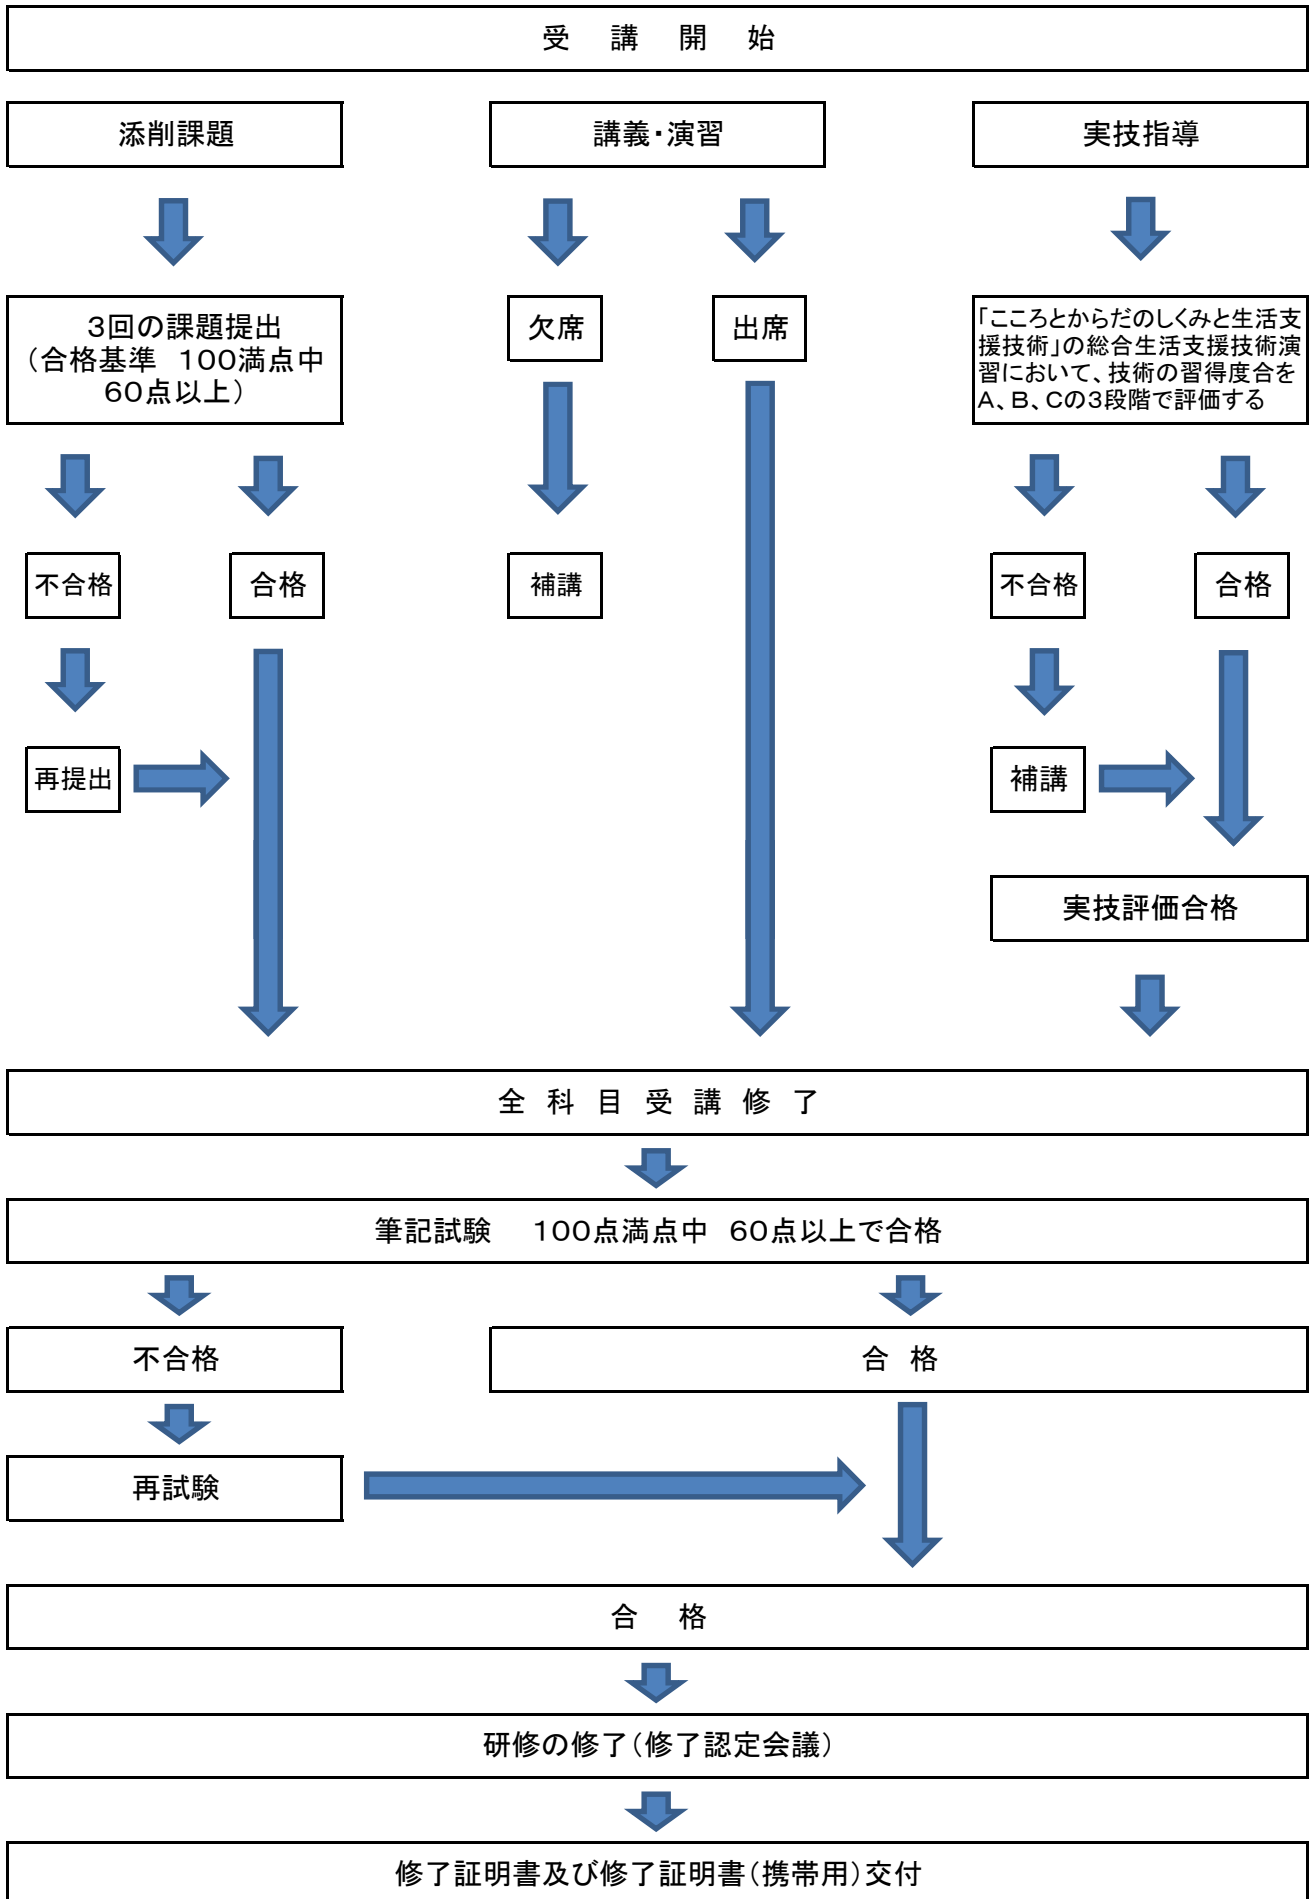 受　講　開　始
添削課題
講義・演習
実技指導
3回の課題提出
（合格基準　100満点中
60点以上）
欠席
出席
「こころとからだのしくみと生活支
援技術」の総合生活支援技術演
習において、技術の習得度合を
A、B、Cの3段階で評価する
不合格
合格
補講
不合格
合格
再提出
補講
実技評価合格
全　科　目　受　講　修　了
筆記試験　100点満点中　60点以上で合格
不合格
合　格
再試験
合　格
研修の修了（修了認定会議）
修了証明書及び修了証明書（携帯用）交付